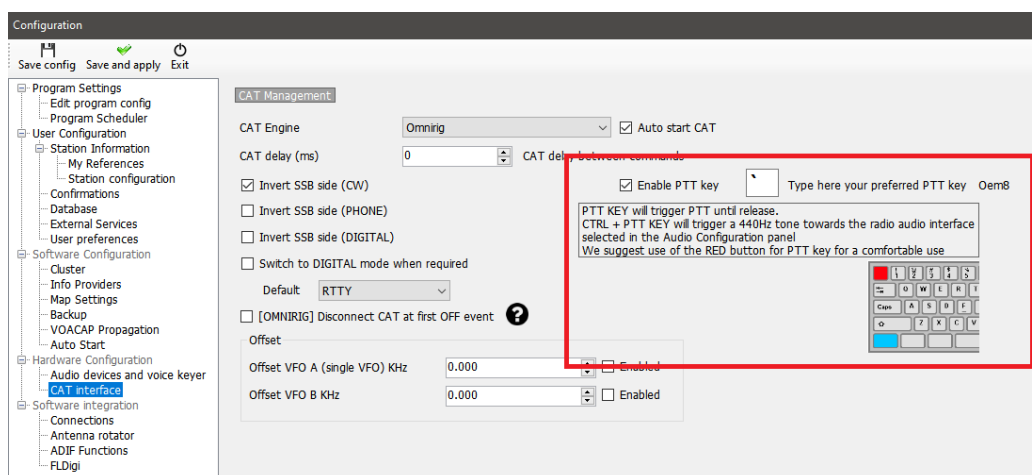 Configuration
Save config Save and apply Exit
Program Settings
Edit program config
Program Scheduler
User Configuration
Station Information
My References
Station configuration
Confirmations
Database
External Services
User preferences
Software Configuration
Cluster
Info Providers
Map Settings
Backup
VOACAP Propagation
Auto Start
Hardware Configuration
Audio devices and voice keyer
CAT interface
Software integration
Connections
Antenna rotator
ADIF Functions
FLDigi
CAT Management
CAT Engine Omnirig Auto start CAT
CAT delay (ms) 0 CAT delay between commands
Invert SSB side (CW)
Invert SSB side (PHONE)
Invert SSB side (DIGITAL)
Switch to DIGITAL mode when required
Default RTTY
[OMNIRIG] Disconnect CAT at first OFF event ?
Offset
Offset VFO A (single VFO) KHz 0.000 Enabled
Offset VFO B KHz 0.000 Enabled
Enable PTT key ` Type here your preferred PTT key Oem8
PTT KEY will trigger PTT until release.
CTRL + PTT KEY will trigger a 440Hz tone towards the radio audio interface
selected in the Audio Configuration panel
We suggest use of the RED button for PTT key for a comfortable use
W E R T
Caps A S D F
Z X C V